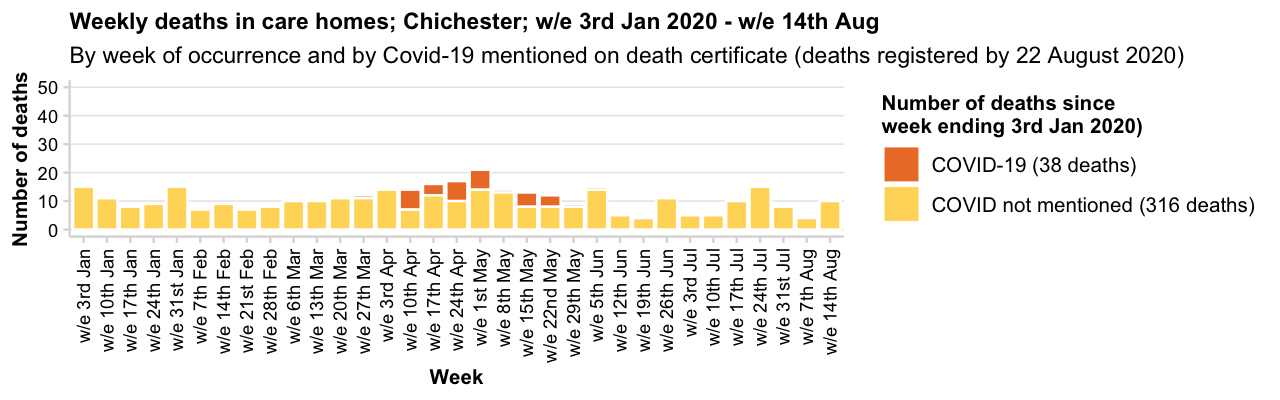 Weekly deaths in care homes; Chichester; w/e 3rd Jan 2020 - w/e 14th Aug
By week of occurrence and by Covid-19 mentioned on death certificate (deaths registered by 22 August 2020)
Number of deaths
50
40
30
20
10
0
w/e 3rd Jan
w/e 10th Jan
w/e 17th Jan
w/e 24th Jan
w/e 31st Jan
w/e 7th Feb
w/e 14th Feb
w/e 21st Feb
w/e 28th Feb
w/e 6th Mar
w/e 13th Mar
w/e 20th Mar
w/e 27th Mar
w/e 3rd Apr
w/e 10th Apr
w/e 17th Apr
w/e 24th Apr
w/e 1st May
w/e 8th May
w/e 15th May
w/e 22nd May
w/e 29th May
w/e 5th Jun
w/e 12th Jun
w/e 19th Jun
w/e 26th Jun
w/e 3rd Jul
w/e 10th Jul
w/e 17th Jul
w/e 24th Jul
w/e 31st Jul
w/e 7th Aug
w/e 14th Aug
Week
Number of deaths since
week ending 3rd Jan 2020)
COVID-19 (38 deaths)
COVID not mentioned (316 deaths)